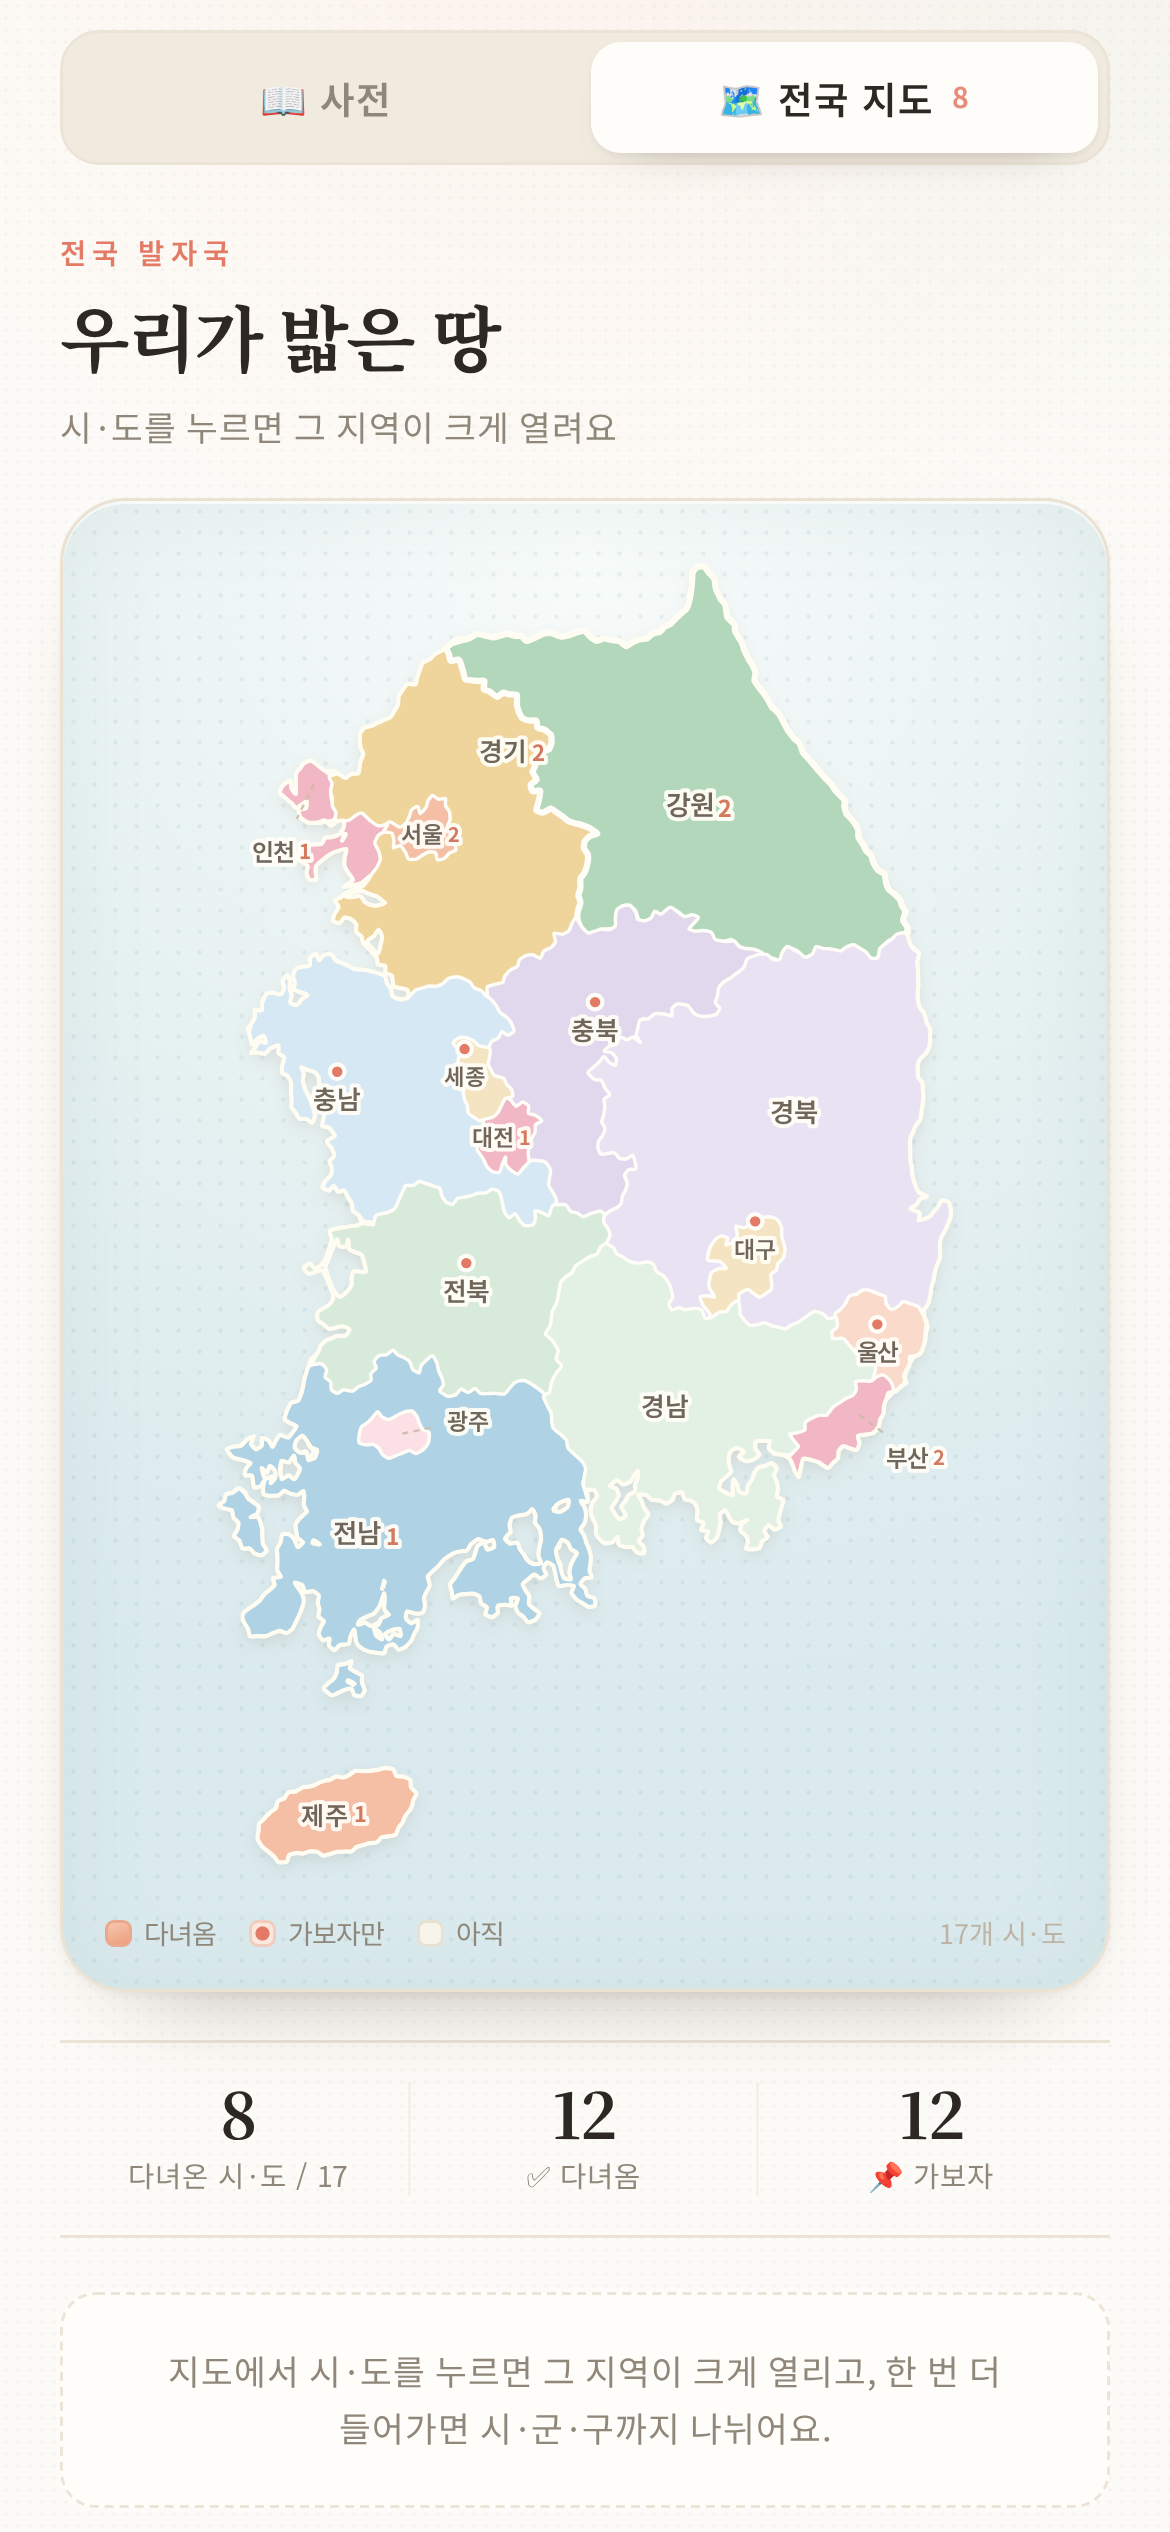 📖 사전
🗺️ 전국 지도 8
전국 발자국
우리가 밟은 땅
시·도를 누르면 그 지역이 크게 열려요
경기 2
강원 2
서울 2
인천 1
충북
세종
충남
경북
대전 1
대구
전북
울산
경남
광주
부산 2
전남 1
제주 1
다녀옴
가보자만
아직
17개 시·도
8
다녀온 시·도 / 17
12
✅ 다녀옴
12
📌 가보자
지도에서 시·도를 누르면 그 지역이 크게 열리고, 한 번 더
들어가면 시·군·구까지 나뉘어요.